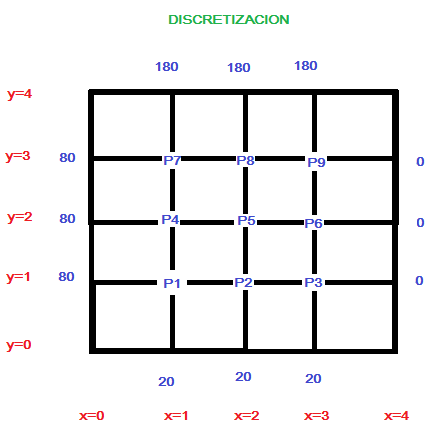 DISCRETIZACION
180 180 180
y=4
y=3 80 P7 P8 P9 0
y=2 80 P4 P5 P6 0
y=1 80 P1 P2 P3 0
y=0
20 20 20
x=0 x=1 x=2 x=3 x=4